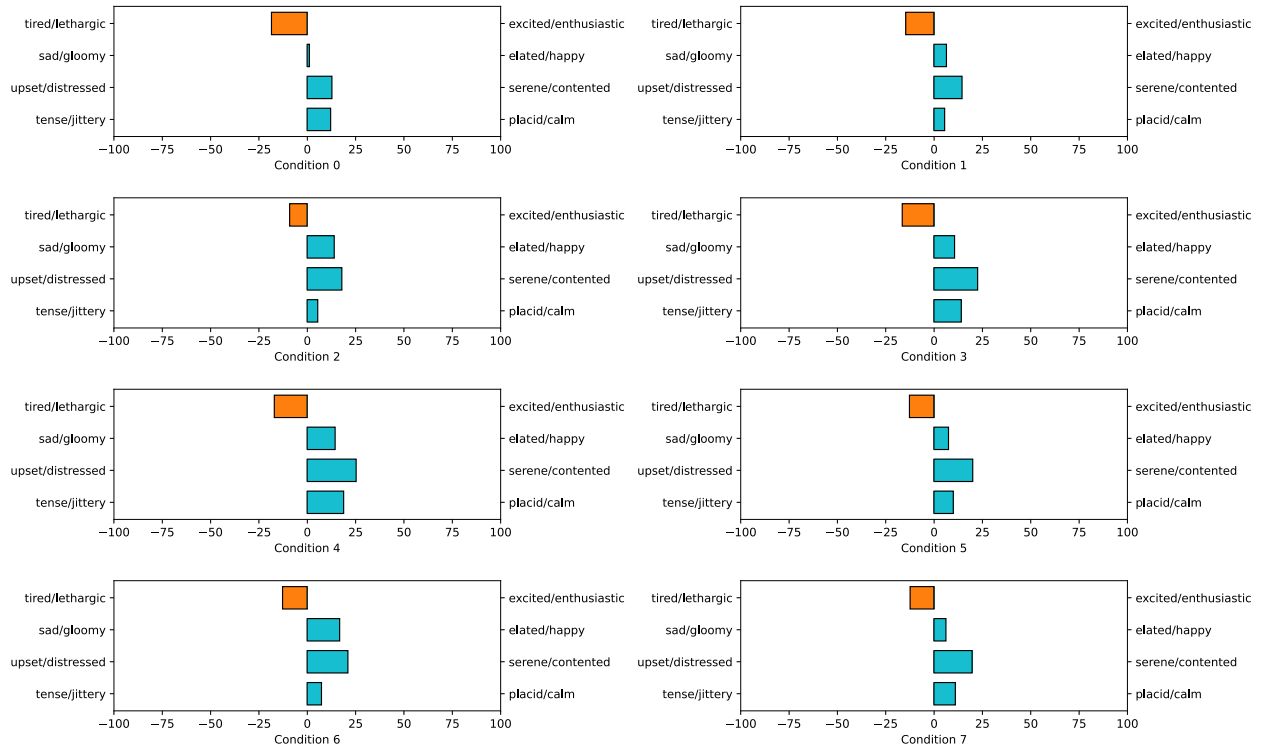 tired/lethargic excited/enthusiastic
sad/gloomy elated/happy
upset/distressed serene/contented
tense/jittery placid/calm
−100 −75 −50 −25 0 25 50 75 100
Condition 0
tired/lethargic excited/enthusiastic
sad/gloomy elated/happy
upset/distressed serene/contented
tense/jittery placid/calm
−100 −75 −50 −25 0 25 50 75 100
Condition 1
tired/lethargic excited/enthusiastic
sad/gloomy elated/happy
upset/distressed serene/contented
tense/jittery placid/calm
−100 −75 −50 −25 0 25 50 75 100
Condition 2
tired/lethargic excited/enthusiastic
sad/gloomy elated/happy
upset/distressed serene/contented
tense/jittery placid/calm
−100 −75 −50 −25 0 25 50 75 100
Condition 3
tired/lethargic excited/enthusiastic
sad/gloomy elated/happy
upset/distressed serene/contented
tense/jittery placid/calm
−100 −75 −50 −25 0 25 50 75 100
Condition 4
tired/lethargic excited/enthusiastic
sad/gloomy elated/happy
upset/distressed serene/contented
tense/jittery placid/calm
−100 −75 −50 −25 0 25 50 75 100
Condition 5
tired/lethargic excited/enthusiastic
sad/gloomy elated/happy
upset/distressed serene/contented
tense/jittery placid/calm
−100 −75 −50 −25 0 25 50 75 100
Condition 6
tired/lethargic excited/enthusiastic
sad/gloomy elated/happy
upset/distressed serene/contented
tense/jittery placid/calm
−100 −75 −50 −25 0 25 50 75 100
Condition 7